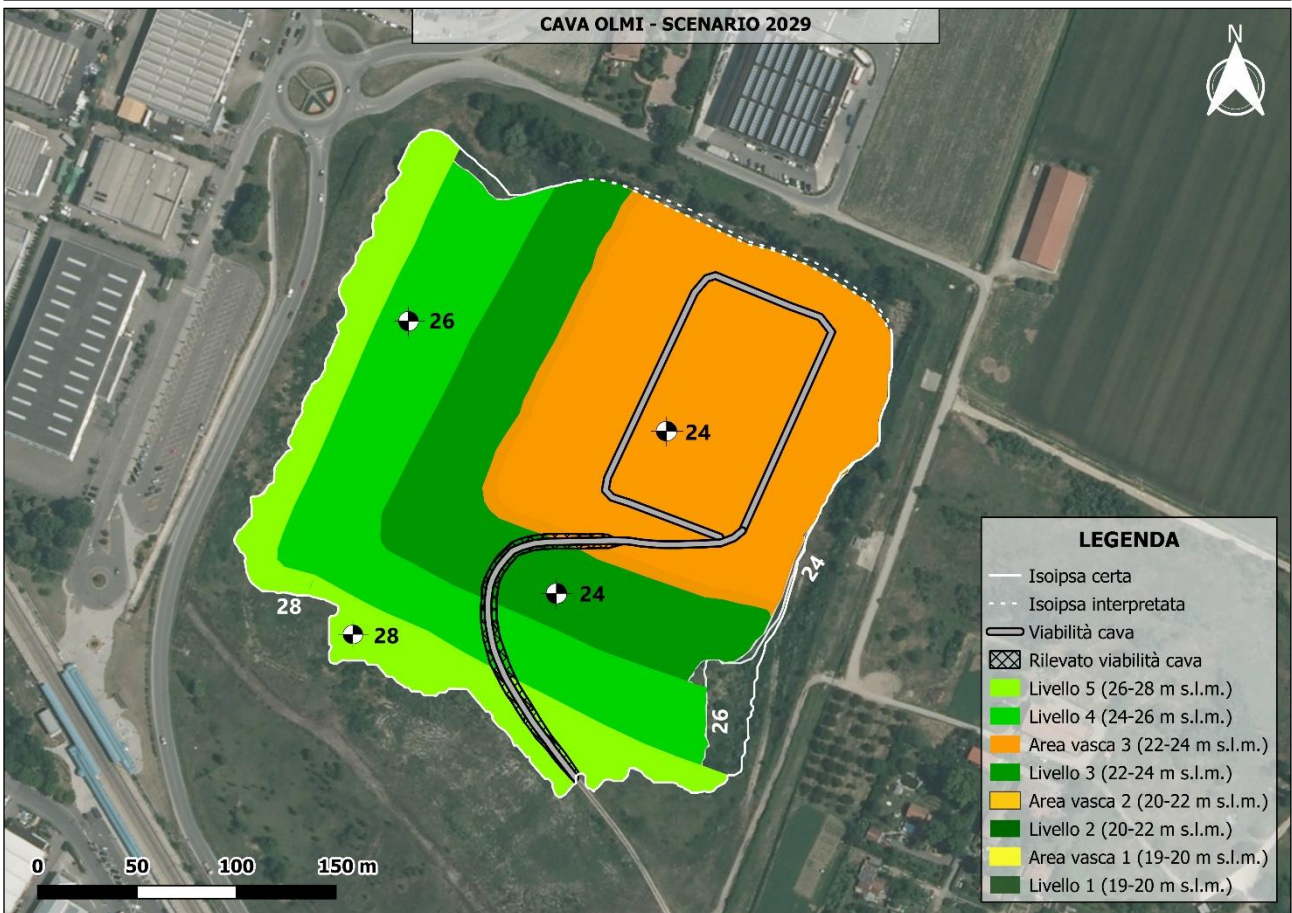 CAVA OLMI - SCENARIO 2029
N
26
24
24
28
28
24
26
LEGENDA
Isoipsa certa
Isoipsa interpretata
Viabilità cava
Rilevato viabilità cava
Livello 5 (26-28 m s.l.m.)
Livello 4 (24-26 m s.l.m.)
Area vasca 3 (22-24 m s.l.m.)
Livello 3 (22-24 m s.l.m.)
Area vasca 2 (20-22 m s.l.m.)
Livello 2 (20-22 m s.l.m.)
Area vasca 1 (19-20 m s.l.m.)
Livello 1 (19-20 m s.l.m.)
0 50 100 150 m